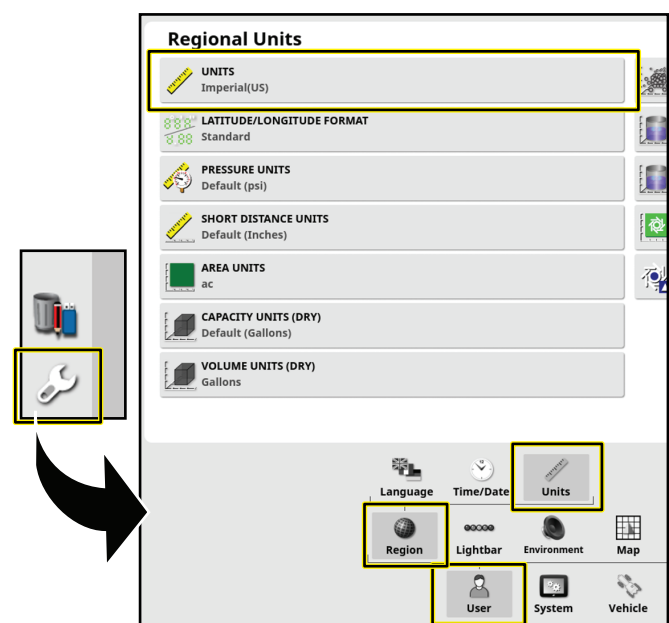 Regional Units
UNITS
Imperial(US)
LATITUDE/LONGITUDE FORMAT
Standard
PRESSURE UNITS
Default (psi)
SHORT DISTANCE UNITS
Default (Inches)
AREA UNITS
ac
CAPACITY UNITS (DRY)
Default (Gallons)
VOLUME UNITS (DRY)
Gallons
Language Time/Date Units
Region Lightbar Environment Map
User System Vehicle